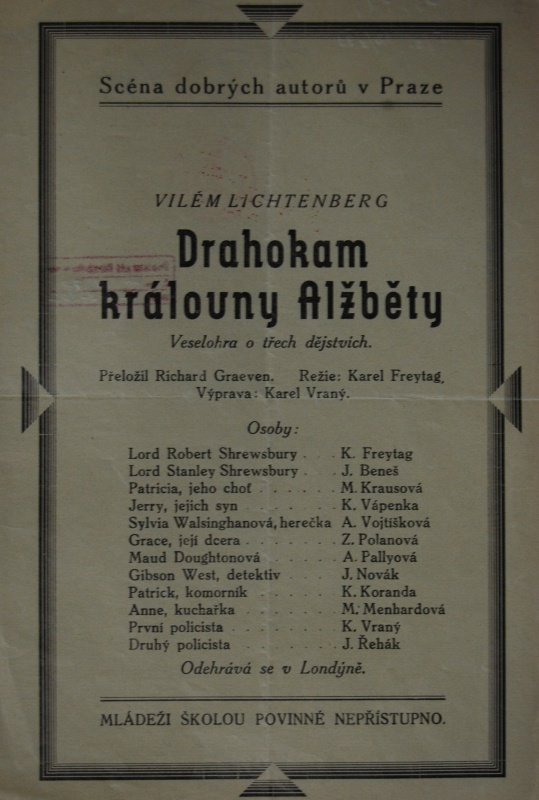 Scéna dobrých autorů v Praze
VILÉM LICHTENBERG
Drahokam
královny Alžběty
Veselohra o třech dějstvích.
Přeložil Richard Graeven. Režie: Karel Freytag.
Výprava: Karel Vraný.
Osoby:
Lord Robert Shrewsbury . . . K. Freytag
Lord Stanley Shrewsbury . . . J. Beneš
Patricia, jeho choť . . . . . . M. Krausová
Jerry, jejich syn . . . . . . . K. Vápenka
Sylvia Walsinghanová, herečka A. Vojtišková
Grace, její dcera . . . . . . . Z. Polanová
Maud Doughtonová . . . . . A. Pallyová
Gibson West, detektiv . . . . J. Novák
Patrick, komorník . . . . . . K. Koranda
Anne, kuchařka . . . . . . . M. Menhardová
První policista . . . . . . . . K. Vraný
Druhý policista . . . . . . . . J. Řehák
Odehrává se v Londýně.
MLÁDEŽI ŠKOLOU POVINNÉ NEPŘÍSTUPNO.